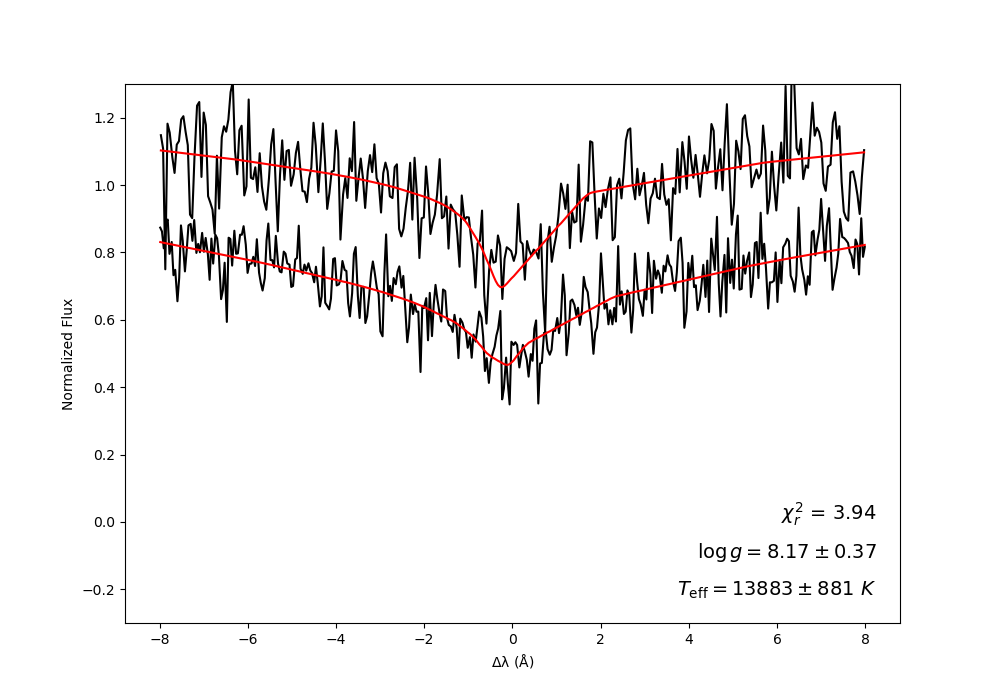 1.2
1.0
0.8
0.6
0.4
0.2
0.0
−0.2
Normalized Flux
χ²ᵣ = 3.94
log g = 8.17 ± 0.37
T_eff = 13883 ± 881 K
−8 −6 −4 −2 0 2 4 6 8
Δλ (Å)